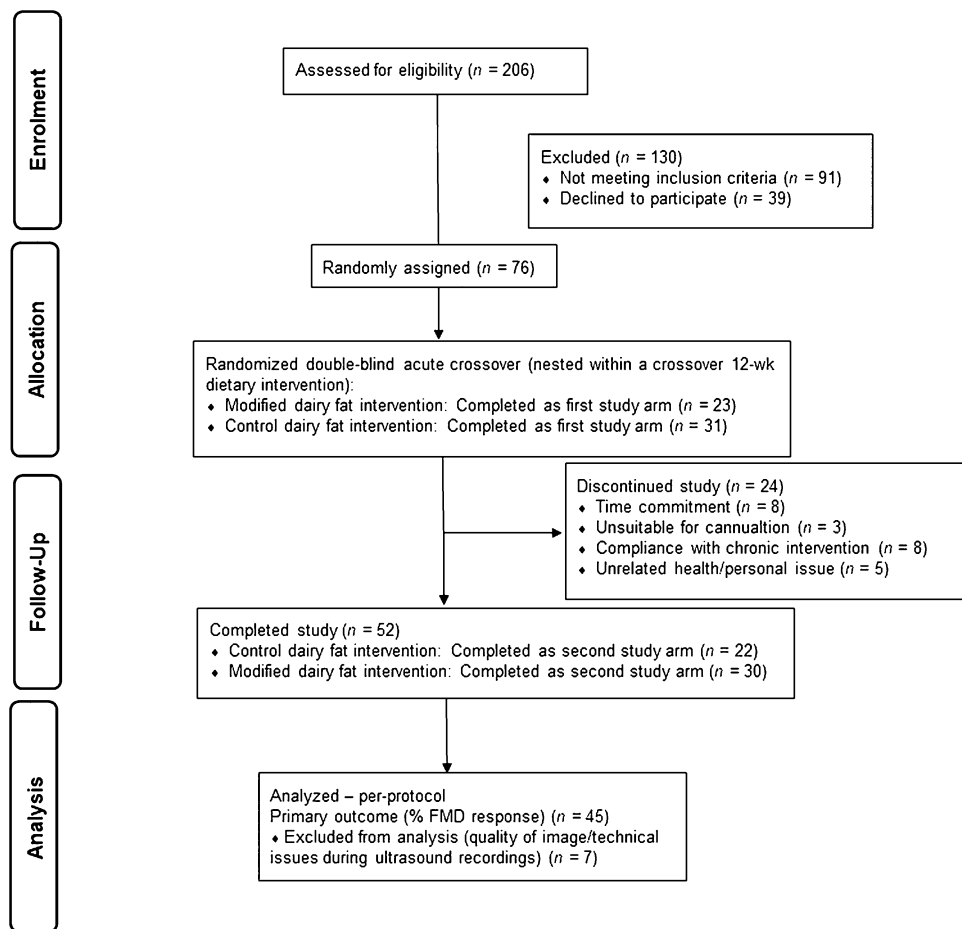 Enrolment
Assessed for eligibility (n = 206)
Excluded (n = 130)
♦ Not meeting inclusion criteria (n = 91)
♦ Declined to participate (n = 39)
Allocation
Randomly assigned (n = 76)
Randomized double-blind acute crossover (nested within a crossover 12-wk
dietary intervention):
♦ Modified dairy fat intervention: Completed as first study arm (n = 23)
♦ Control dairy fat intervention: Completed as first study arm (n = 31)
Follow-Up
Discontinued study (n = 24)
♦ Time commitment (n = 8)
♦ Unsuitable for cannualtion (n = 3)
♦ Compliance with chronic intervention (n = 8)
♦ Unrelated health/personal issue (n = 5)
Completed study (n = 52)
♦ Control dairy fat intervention: Completed as second study arm (n = 22)
♦ Modified dairy fat intervention: Completed as second study arm (n = 30)
Analysis
Analyzed – per-protocol
Primary outcome (% FMD response) (n = 45)
♦ Excluded from analysis (quality of image/technical
issues during ultrasound recordings) (n = 7)